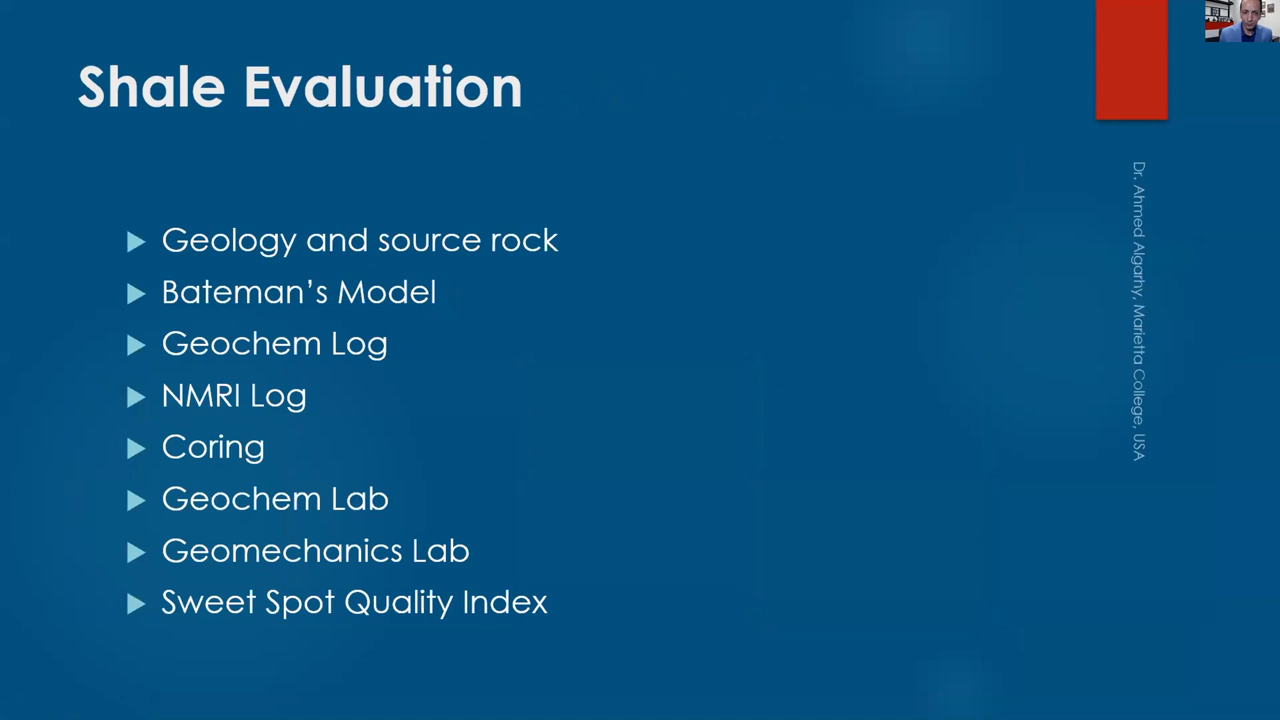 Shale Evaluation
Geology and source rock
Bateman's Model
Geochem Log
NMRI Log
Coring
Geochem Lab
Geomechanics Lab
Sweet Spot Quality Index
Dr. Ahmed Algarhy, Marietta College, USA